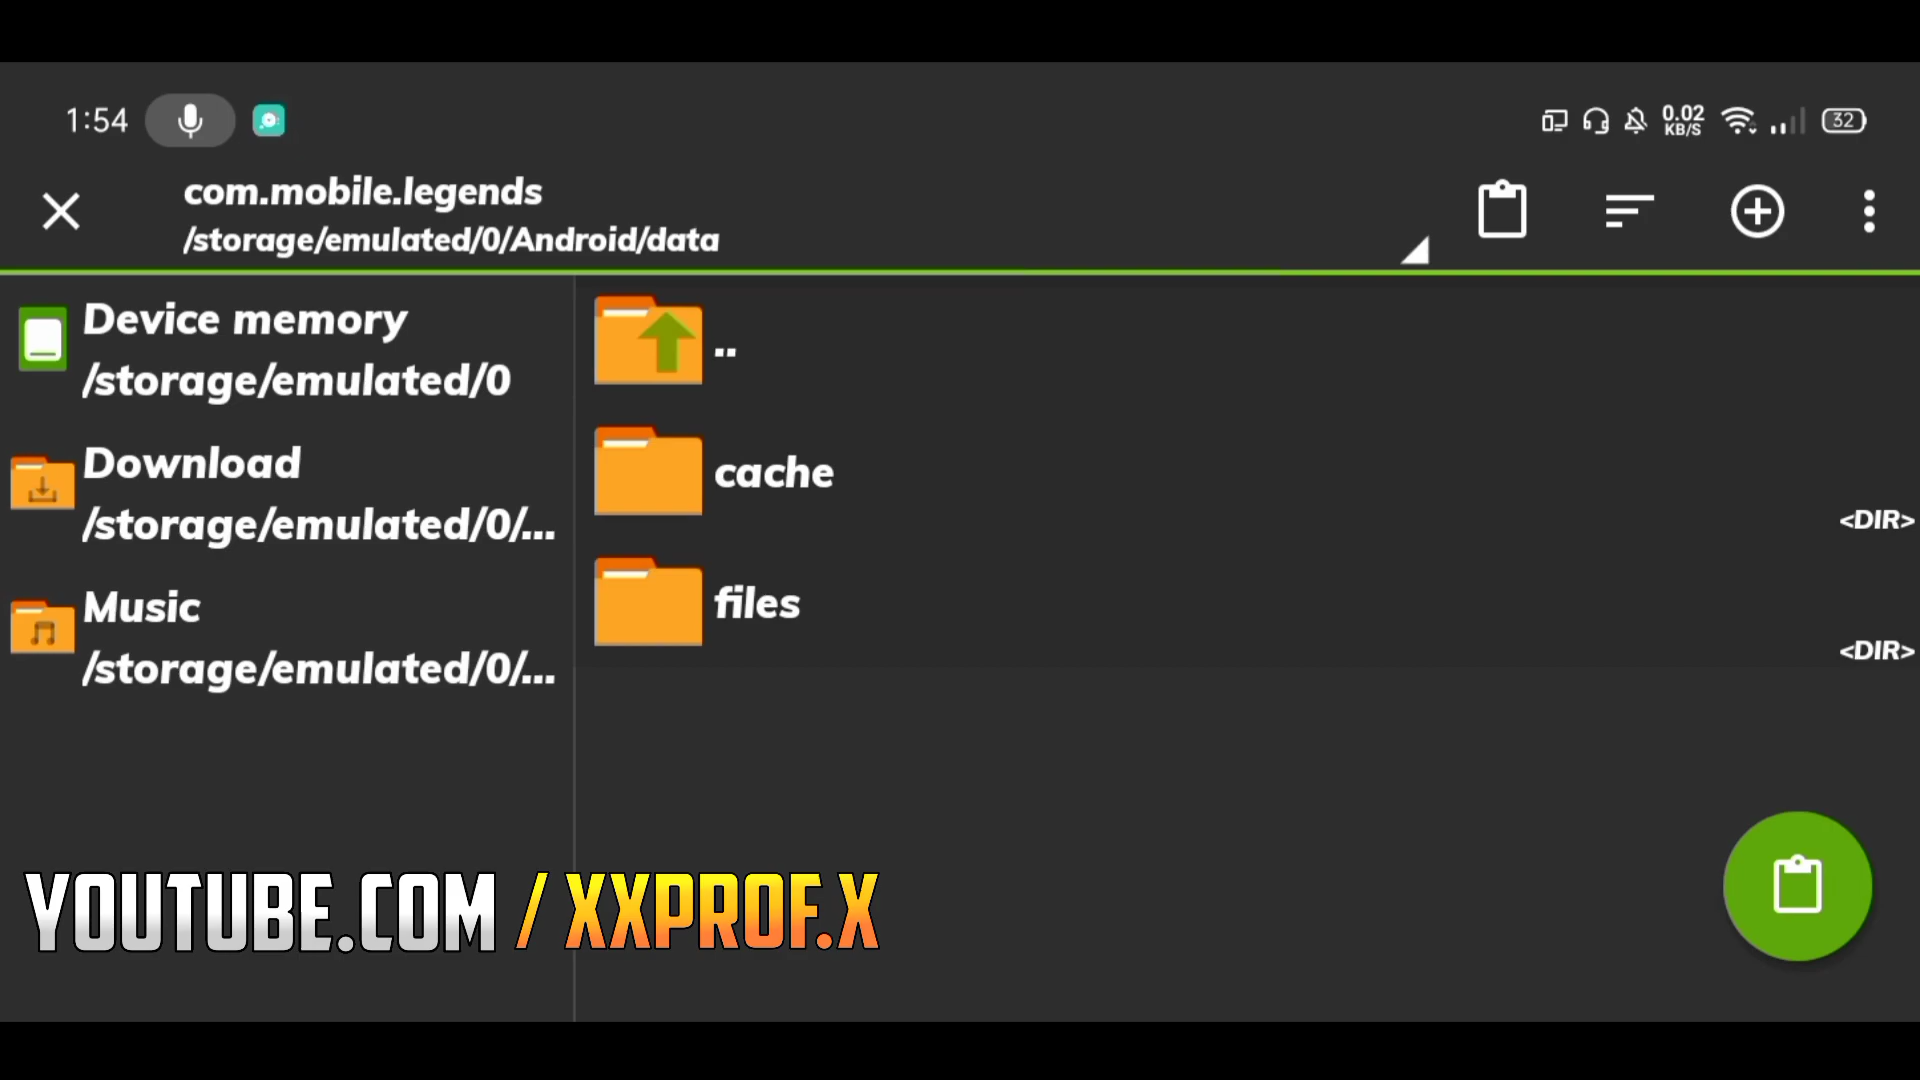 1:54
0.02
KB/S
32
com.mobile.legends
/storage/emulated/0/Android/data
Device memory
/storage/emulated/0
Download
/storage/emulated/0/...
Music
/storage/emulated/0/...
..
cache
<DIR>
files
<DIR>
YOUTUBE.COM / XXPROF.X